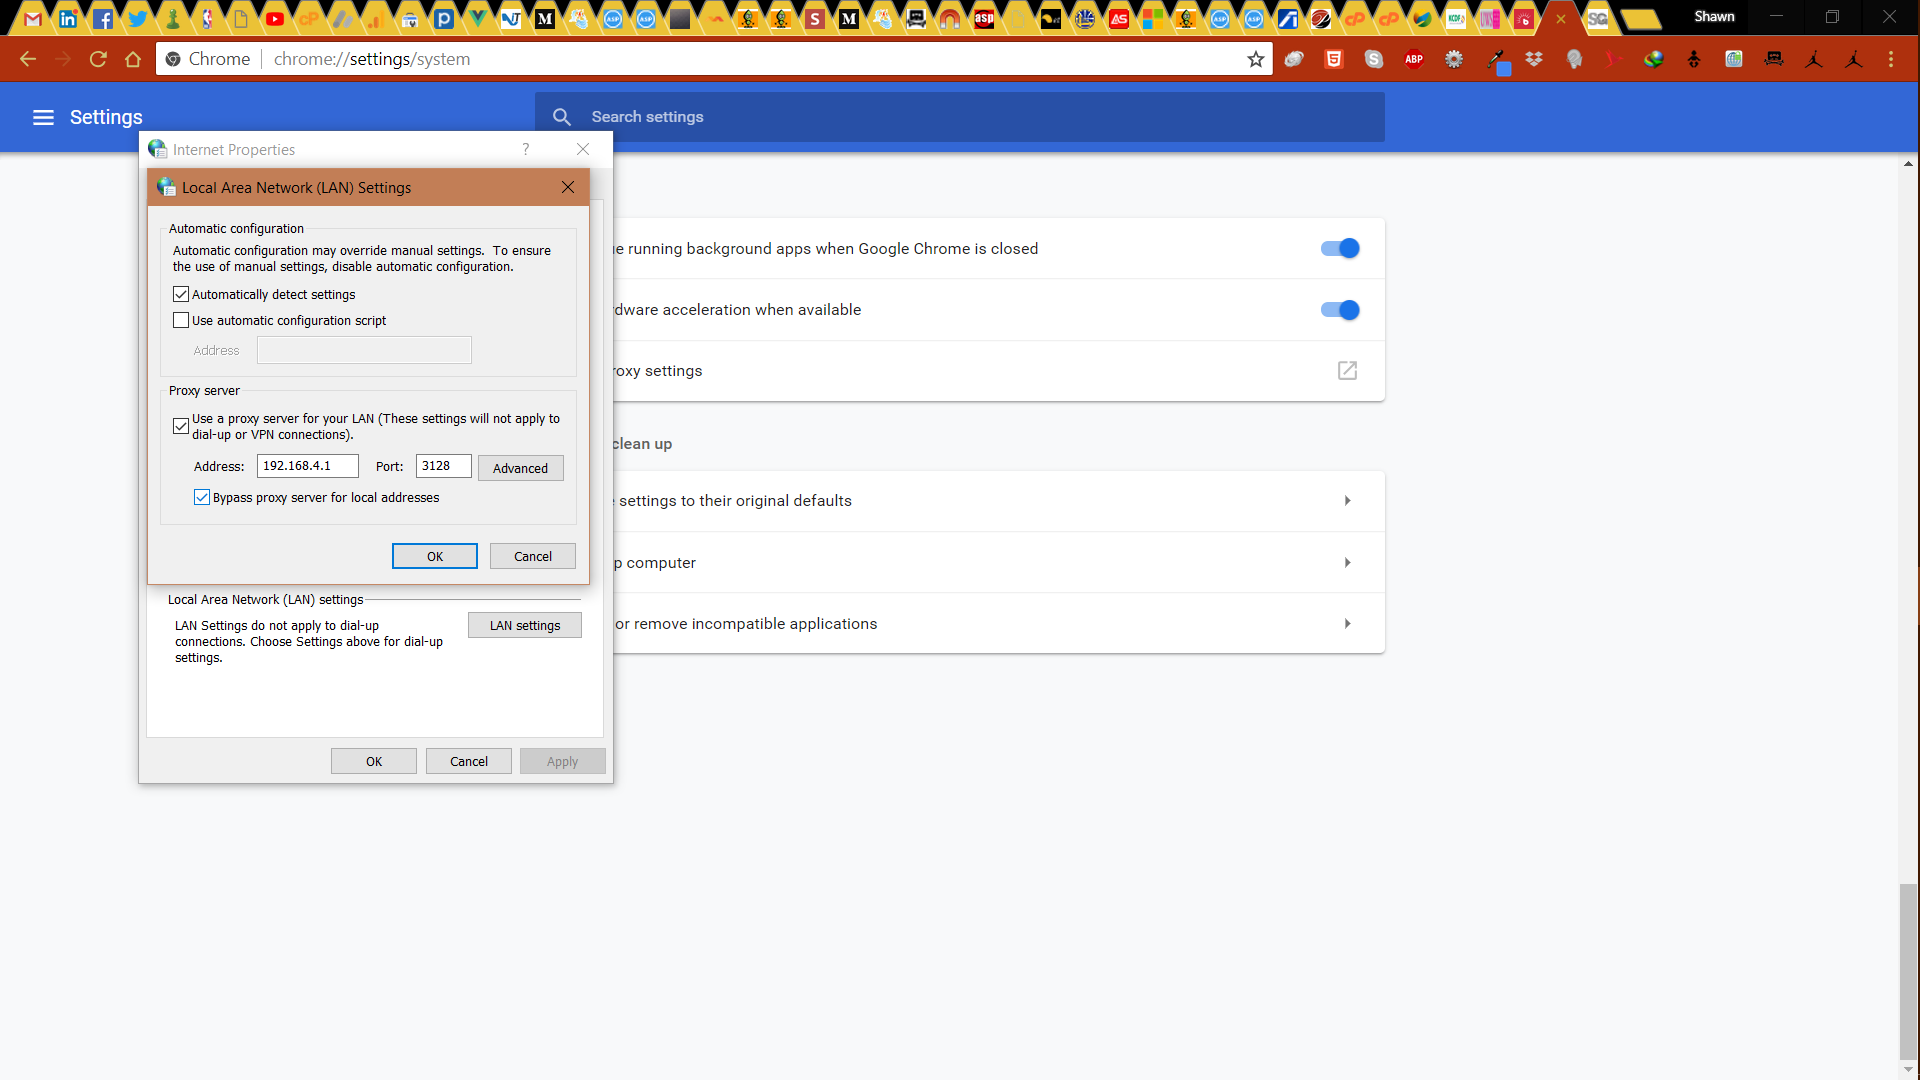 Shawn
Chrome chrome://settings/system
ABP
Settings
Search settings
Internet Properties
?
Local Area Network (LAN) Settings
Automatic configuration
Automatic configuration may override manual settings. To ensure
the use of manual settings, disable automatic configuration.
Automatically detect settings
Use automatic configuration script
Address
Proxy server
Use a proxy server for your LAN (These settings will not apply to
dial-up or VPN connections).
Address: 192.168.4.1 Port: 3128 Advanced
Bypass proxy server for local addresses
OK Cancel
Local Area Network (LAN) settings
LAN Settings do not apply to dial-up
connections. Choose Settings above for dial-up
settings.
LAN settings
OK Cancel Apply
running background apps when Google Chrome is closed
acceleration when available
settings
clean up
settings to their original defaults
computer
or remove incompatible applications